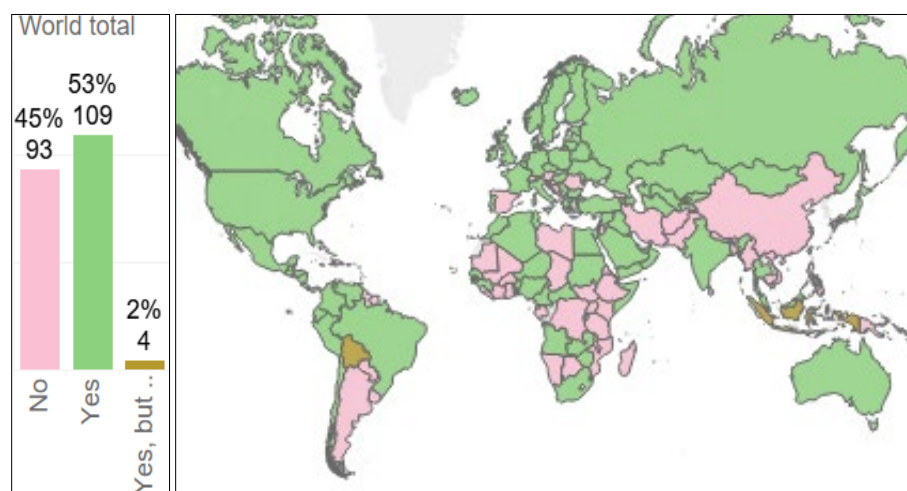 World total
53%
45%
109
93
2%
4
No
Yes
Yes, but ..